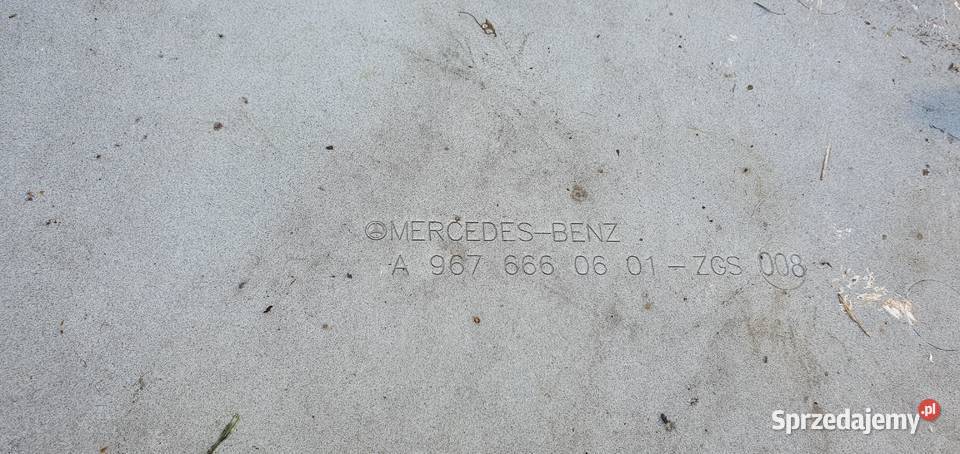 MERCEDES-BENZ
A 967 666 06 01-ZGS 008
Sprzedajemy.pl